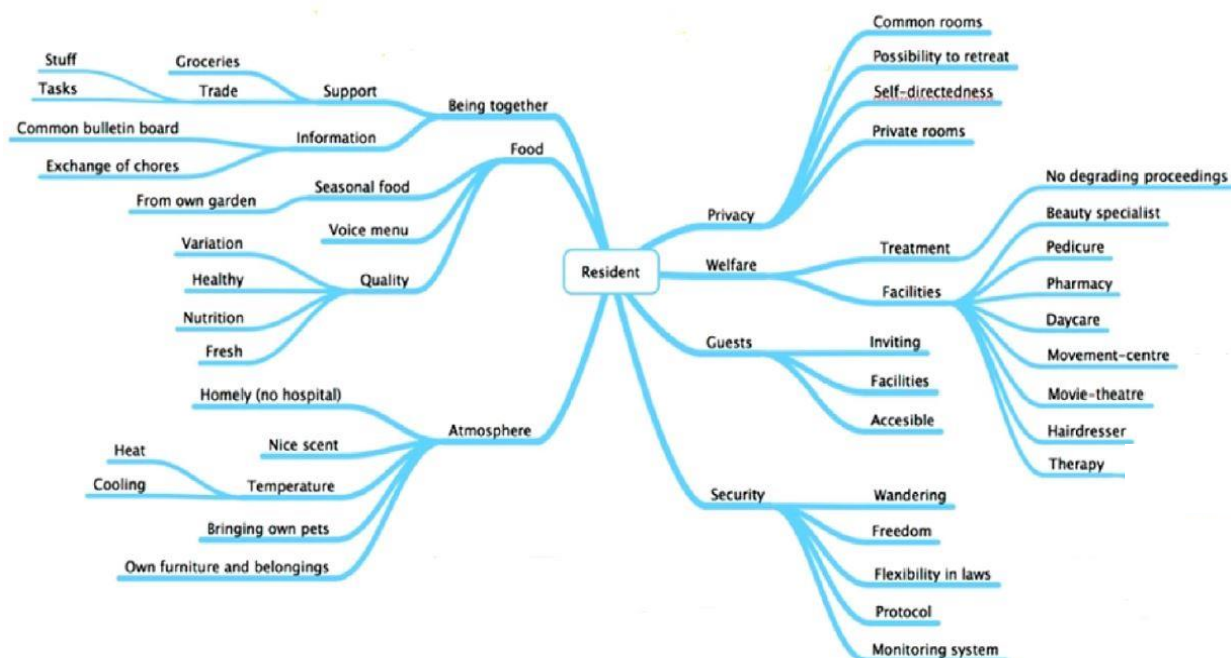 Resident
Being together
Support
Groceries
Trade
Stuff
Tasks
Information
Common bulletin board
Exchange of chores
Food
Seasonal food
From own garden
Voice menu
Quality
Variation
Healthy
Nutrition
Fresh
Atmosphere
Homely (no hospital)
Nice scent
Temperature
Heat
Cooling
Bringing own pets
Own furniture and belongings
Privacy
Common rooms
Possibility to retreat
Self-directedness
Private rooms
Welfare
Treatment
No degrading proceedings
Facilities
Beauty specialist
Pedicure
Pharmacy
Daycare
Movement-centre
Movie-theatre
Hairdresser
Therapy
Guests
Inviting
Facilities
Accesible
Security
Wandering
Freedom
Flexibility in laws
Protocol
Monitoring system